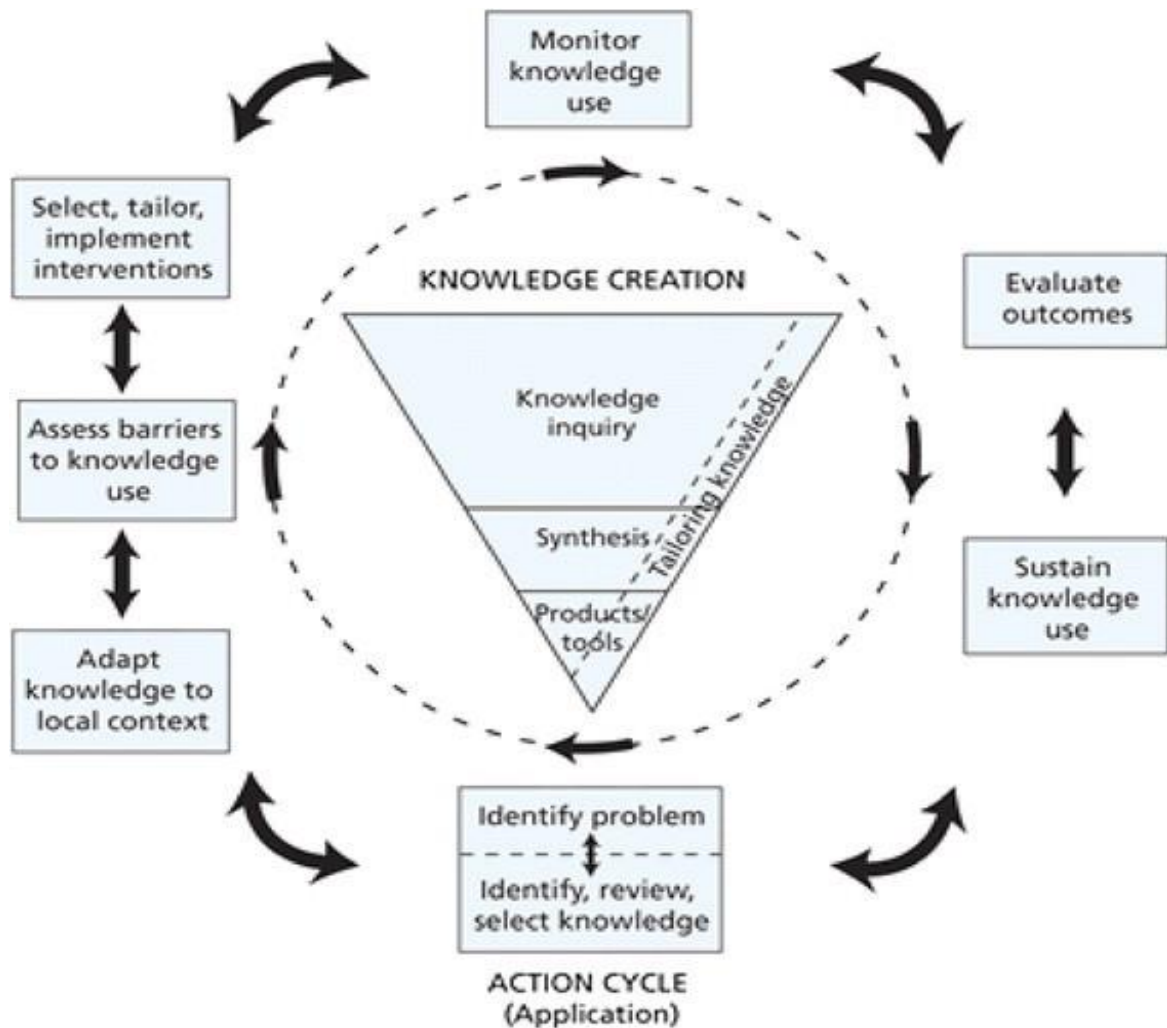 Monitor
knowledge
use
Select, tailor,
implement
interventions
KNOWLEDGE CREATION
Evaluate
outcomes
Knowledge
inquiry
Tailoring knowledge
Assess barriers
to knowledge
use
Synthesis
Sustain
knowledge
use
Products/
tools
Adapt
knowledge to
local context
Identify problem
Identify, review,
select knowledge
ACTION CYCLE
(Application)